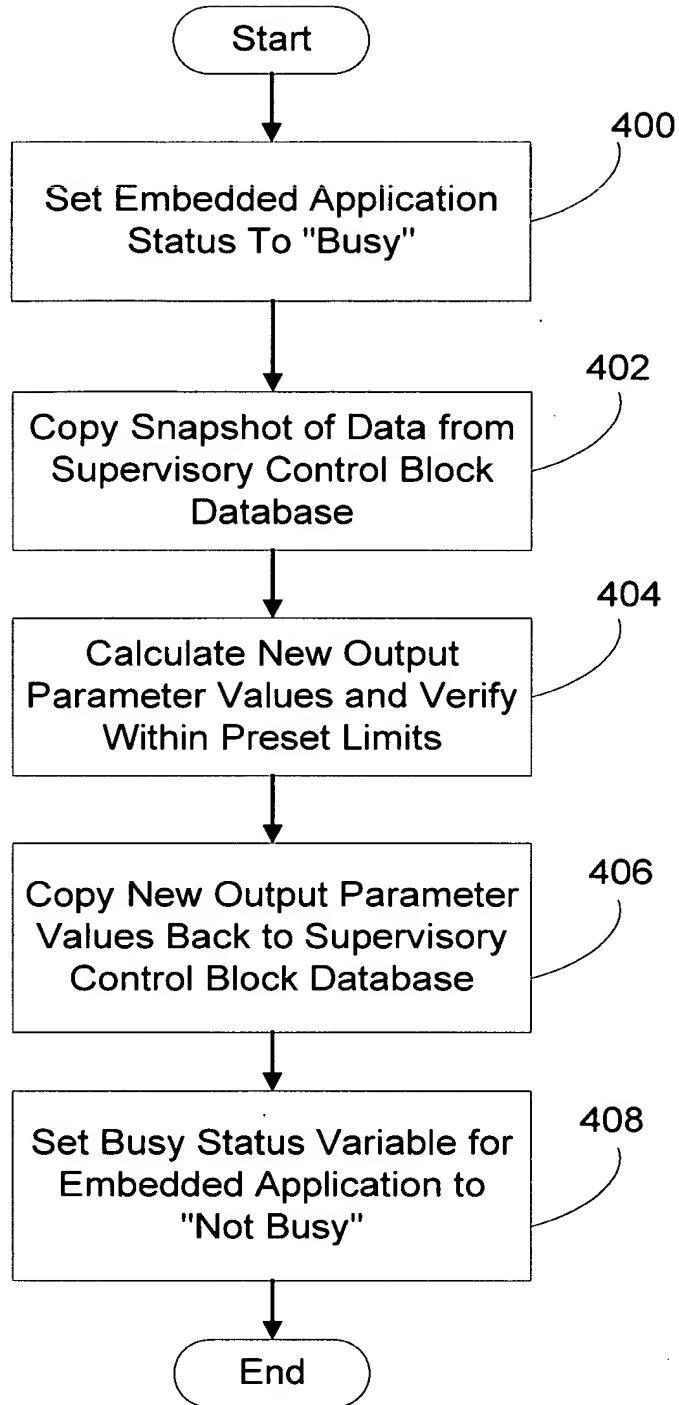 Start
400
Set Embedded Application
Status To "Busy"
402
Copy Snapshot of Data from
Supervisory Control Block
Database
404
Calculate New Output
Parameter Values and Verify
Within Preset Limits
406
Copy New Output Parameter
Values Back to Supervisory
Control Block Database
408
Set Busy Status Variable for
Embedded Application to
"Not Busy"
End